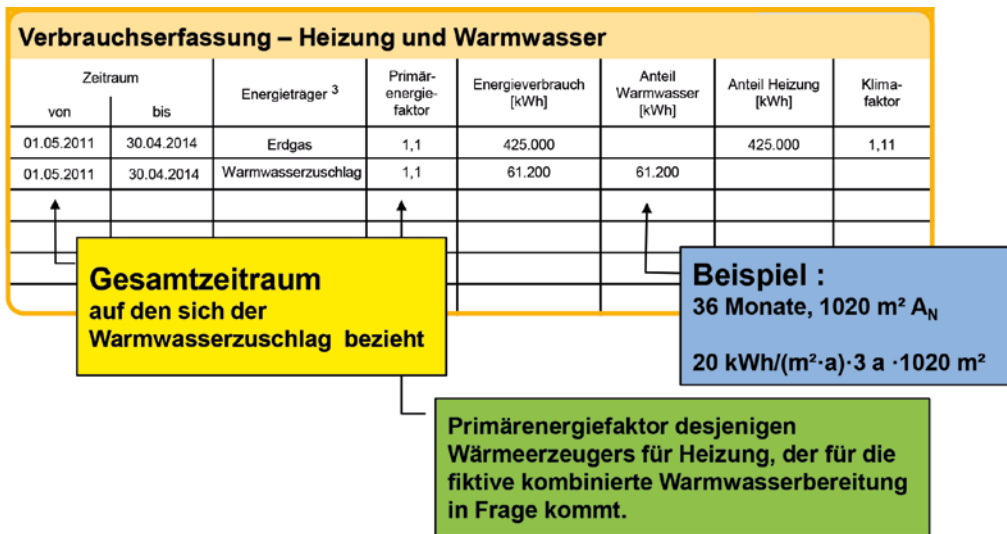 Verbrauchserfassung – Heizung und Warmwasser
Zeitraum
von bis
Energieträger ³
Primär-
energie-
faktor
Energieverbrauch
[kWh]
Anteil
Warmwasser
[kWh]
Anteil Heizung
[kWh]
Klima-
faktor
01.05.2011 30.04.2014 Erdgas 1,1 425.000 425.000 1,11
01.05.2011 30.04.2014 Warmwasserzuschlag 1,1 61.200 61.200
Gesamtzeitraum
auf den sich der
Warmwasserzuschlag bezieht
Beispiel :
36 Monate, 1020 m² Aₙ
20 kWh/(m²·a)·3 a ·1020 m²
Primärenergiefaktor desjenigen
Wärmeerzeugers für Heizung, der für die
fiktive kombinierte Warmwasserbereitung
in Frage kommt.